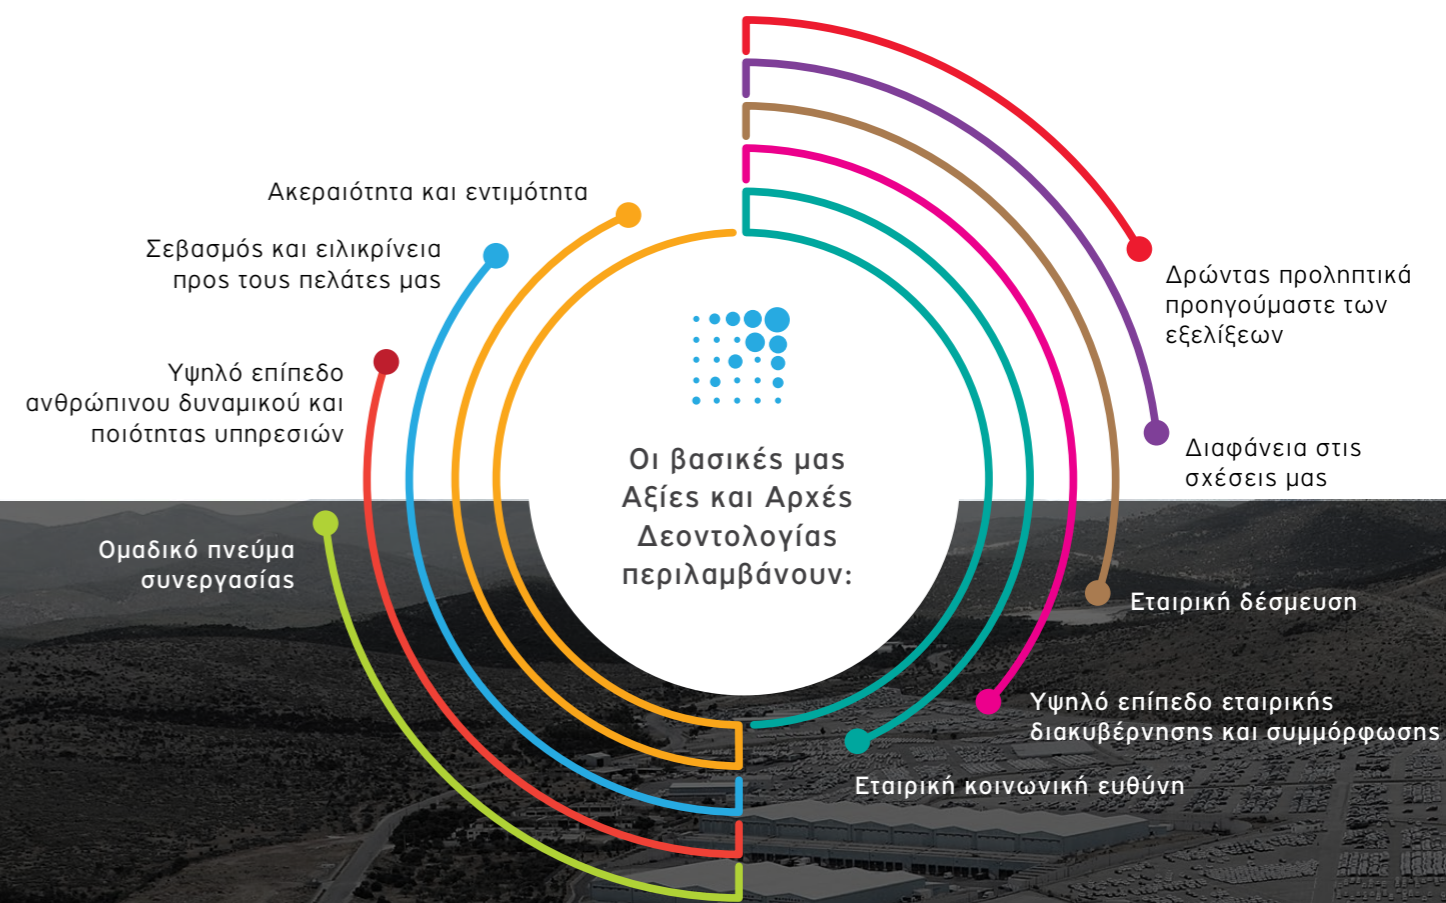 Οι βασικές μας
Αξίες και Αρχές
Δεοντολογίας
περιλαμβάνουν:
Ακεραιότητα και εντιμότητα
Σεβασμός και ειλικρίνεια
προς τους πελάτες μας
Υψηλό επίπεδο
ανθρώπινου δυναμικού και
ποιότητας υπηρεσιών
Ομαδικό πνεύμα
συνεργασίας
Δρώντας προληπτικά
προηγούμαστε των
εξελίξεων
Διαφάνεια στις
σχέσεις μας
Εταιρική δέσμευση
Υψηλό επίπεδο εταιρικής
διακυβέρνησης και συμμόρφωσης
Εταιρική κοινωνική ευθύνη